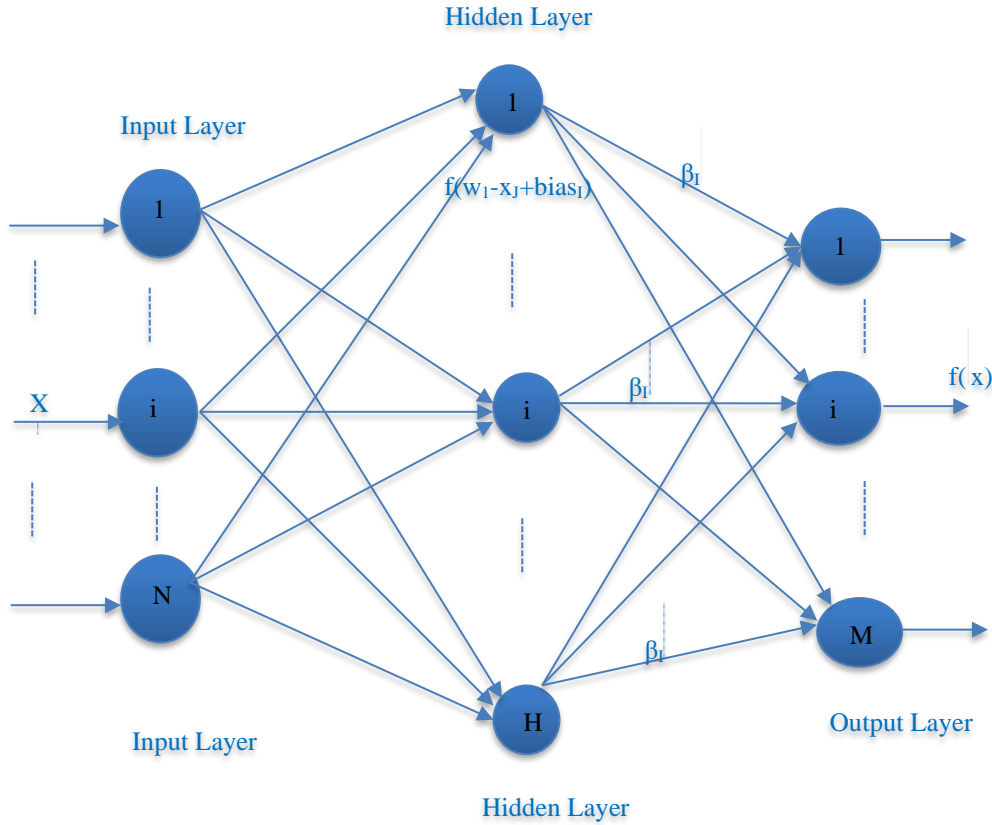 Hidden Layer
Input Layer
1
1
f(w₁-xⱼ+biasᵢ)
βᵢ
1
X
i
i
βᵢ
i
f( x)
N
βᵢ
M
H
Input Layer
Output Layer
Hidden Layer